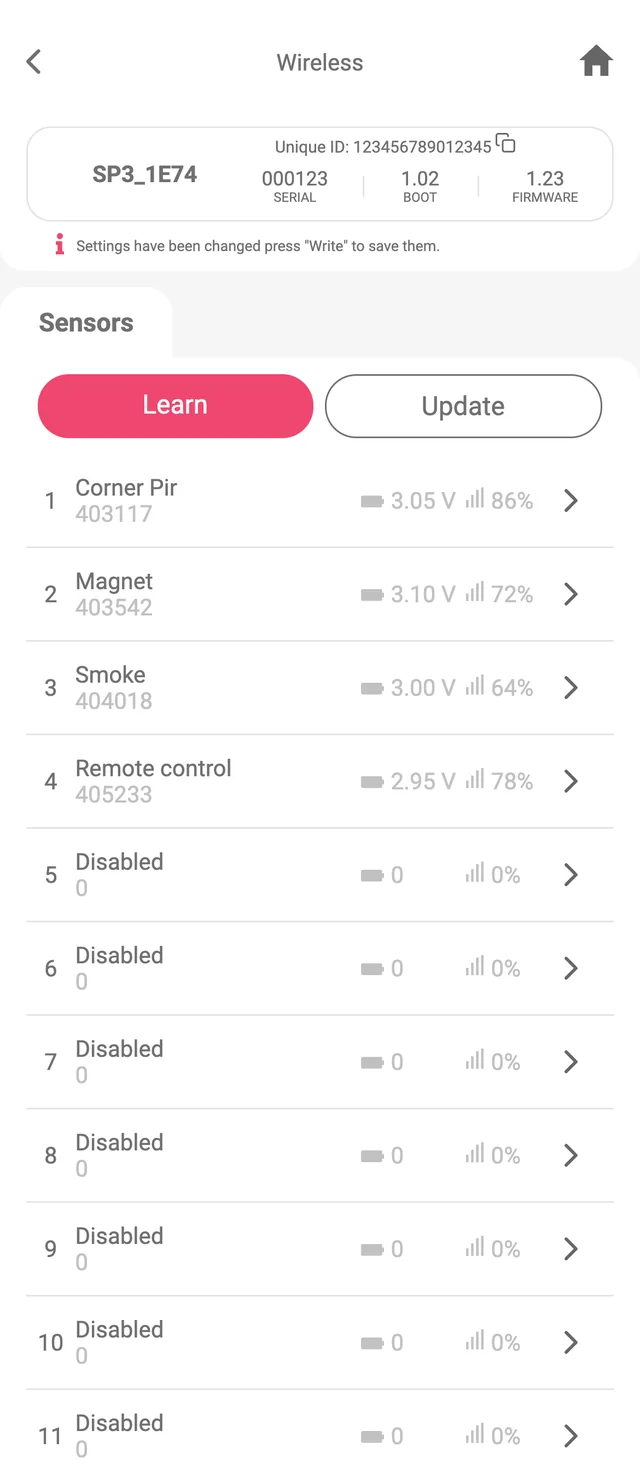 Wireless
Unique ID: 123456789012345
SP3_1E74
000123 1.02 1.23
SERIAL BOOT FIRMWARE
Settings have been changed press "Write" to save them.
Sensors
Learn Update
1 Corner Pir 3.05 V 86%
403117
2 Magnet 3.10 V 72%
403542
3 Smoke 3.00 V 64%
404018
4 Remote control 2.95 V 78%
405233
5 Disabled 0 0%
0
6 Disabled 0 0%
0
7 Disabled 0 0%
0
8 Disabled 0 0%
0
9 Disabled 0 0%
0
10 Disabled 0 0%
0
11 Disabled 0 0%
0